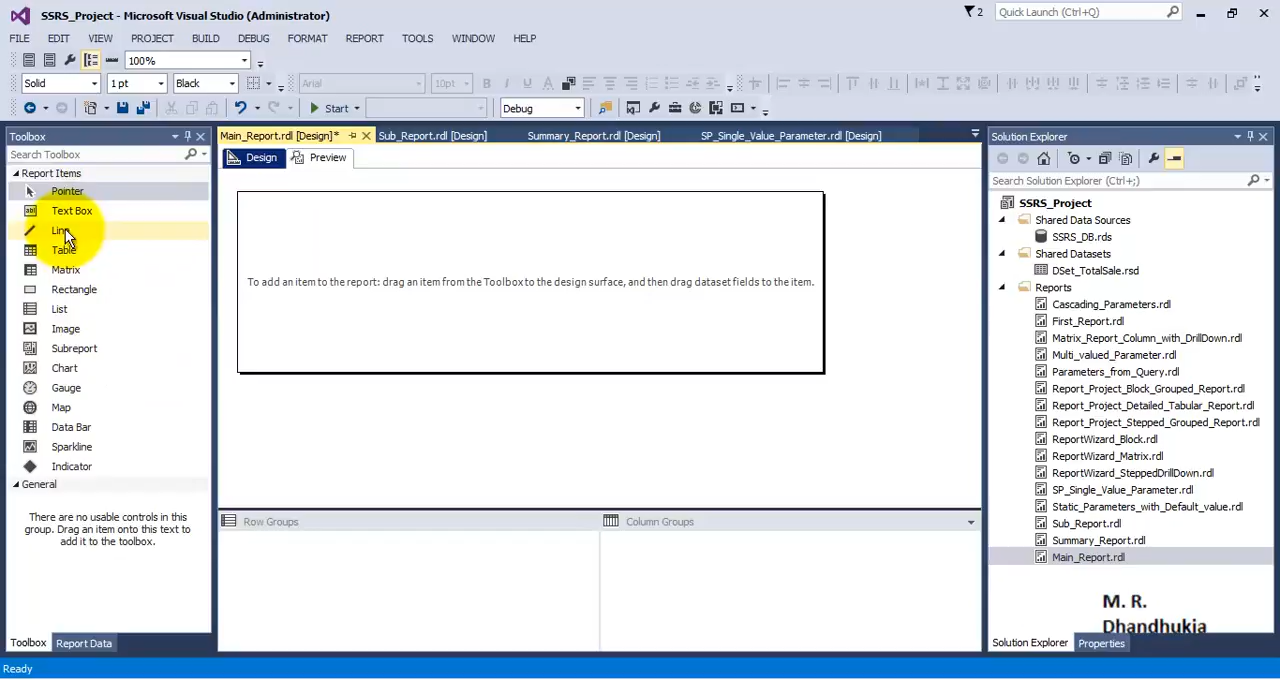 SSRS_Project - Microsoft Visual Studio (Administrator)
2
Quick Launch (Ctrl+Q)
FILE EDIT VIEW PROJECT BUILD DEBUG FORMAT REPORT TOOLS WINDOW HELP
100%
Solid 1 pt Black Arial 10pt B I U A
Start Debug
Toolbox
Search Toolbox
Report Items
Pointer
Text Box
Line
Table
Matrix
Rectangle
List
Image
Subreport
Chart
Gauge
Map
Data Bar
Sparkline
Indicator
General
There are no usable controls in this
group. Drag an item onto this text to
add it to the toolbox.
Toolbox Report Data
Main_Report.rdl [Design]* Sub_Report.rdl [Design] Summary_Report.rdl [Design] SP_Single_Value_Parameter.rdl [Design]
Design Preview
To add an item to the report: drag an item from the Toolbox to the design surface, and then drag dataset fields to the item.
Row Groups Column Groups
Solution Explorer
Search Solution Explorer (Ctrl+;)
SSRS_Project
Shared Data Sources
SSRS_DB.rds
Shared Datasets
DSet_TotalSale.rsd
Reports
Cascading_Parameters.rdl
First_Report.rdl
Matrix_Report_Column_with_DrillDown.rdl
Multi_valued_Parameter.rdl
Parameters_from_Query.rdl
Report_Project_Block_Grouped_Report.rdl
Report_Project_Detailed_Tabular_Report.rdl
Report_Project_Stepped_Grouped_Report.rdl
ReportWizard_Block.rdl
ReportWizard_Matrix.rdl
ReportWizard_SteppedDrillDown.rdl
SP_Single_Value_Parameter.rdl
Static_Parameters_with_Default_value.rdl
Sub_Report.rdl
Summary_Report.rdl
Main_Report.rdl
M. R.
Dhandhukia
Solution Explorer Properties
Ready